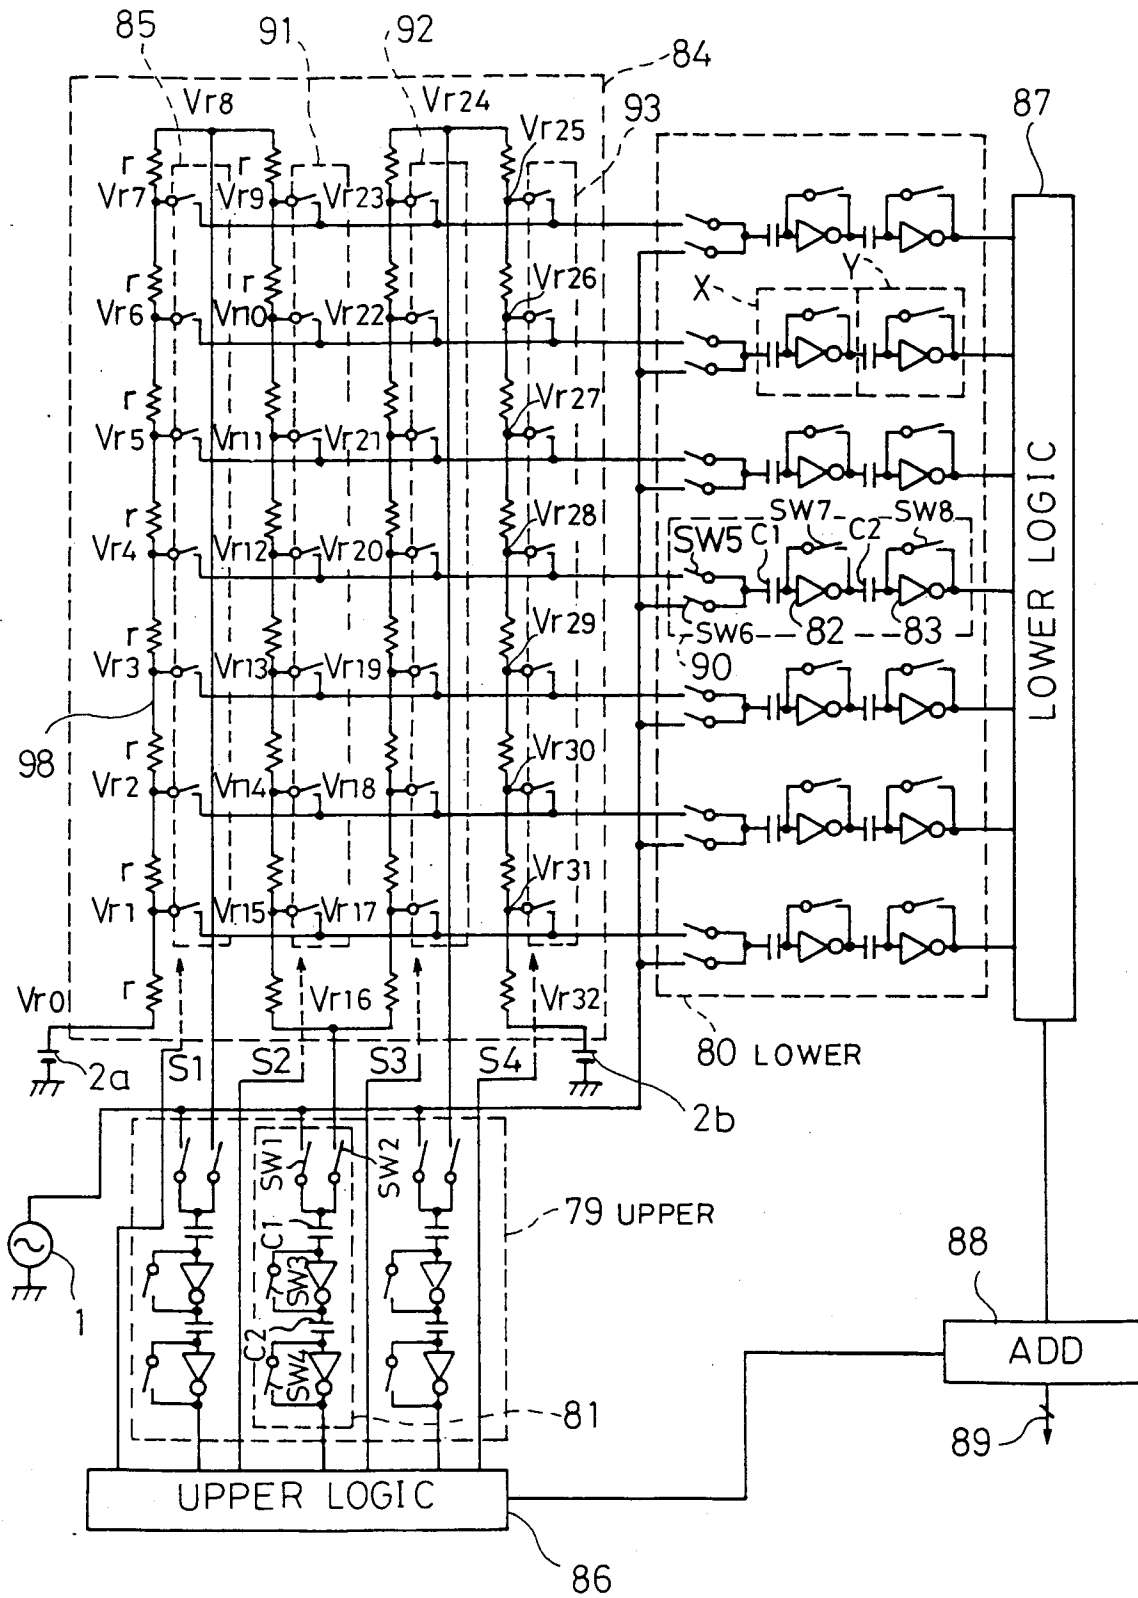 85 91 92 84
93
87
Vr8 Vr24 Vr25
r r
Vr7 Vr9 Vr23
Vr26
r r
X Y
Vr6 Vr10 Vr22
Vr27
r
Vr5 Vr11 Vr21
r
Vr28
SW7 SW8
SW5 C1 C2
Vr4 Vr12 Vr20
r
Vr29
SW6 82 83
90
Vr3 Vr13 Vr19
LOWER LOGIC
98 r
Vr30
Vr2 Vr14 Vr18
r
Vr31
Vr1 Vr15 Vr17
Vr0 r Vr16 Vr32
80 LOWER
2a S1 S2 S3 S4
2b
SW1 SW2
79 UPPER
C1
SW3
1
C2
SW4
88
ADD
81
89
UPPER LOGIC
86